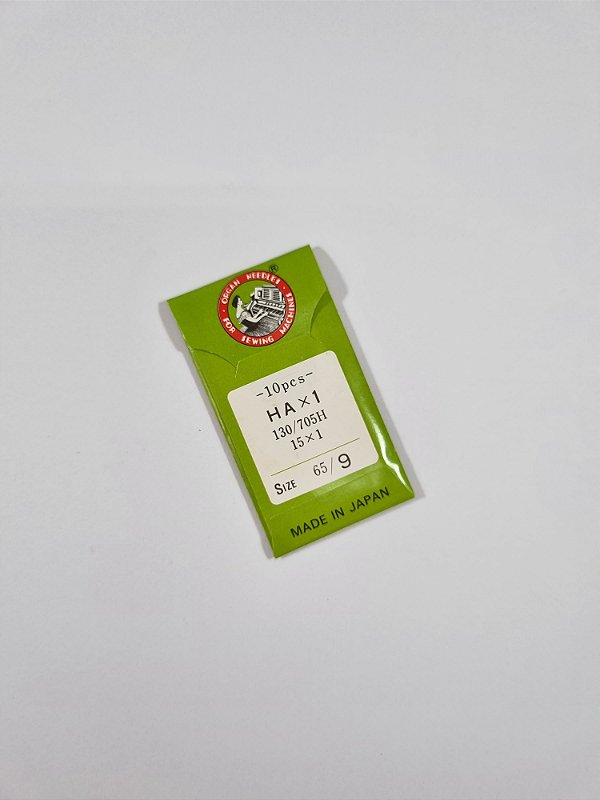 ORGAN NEEDLES ®
FOR SEWING MACHINES
-10pcs-
HA×1
130/705H
15×1
SIZE 65/9
MADE IN JAPAN